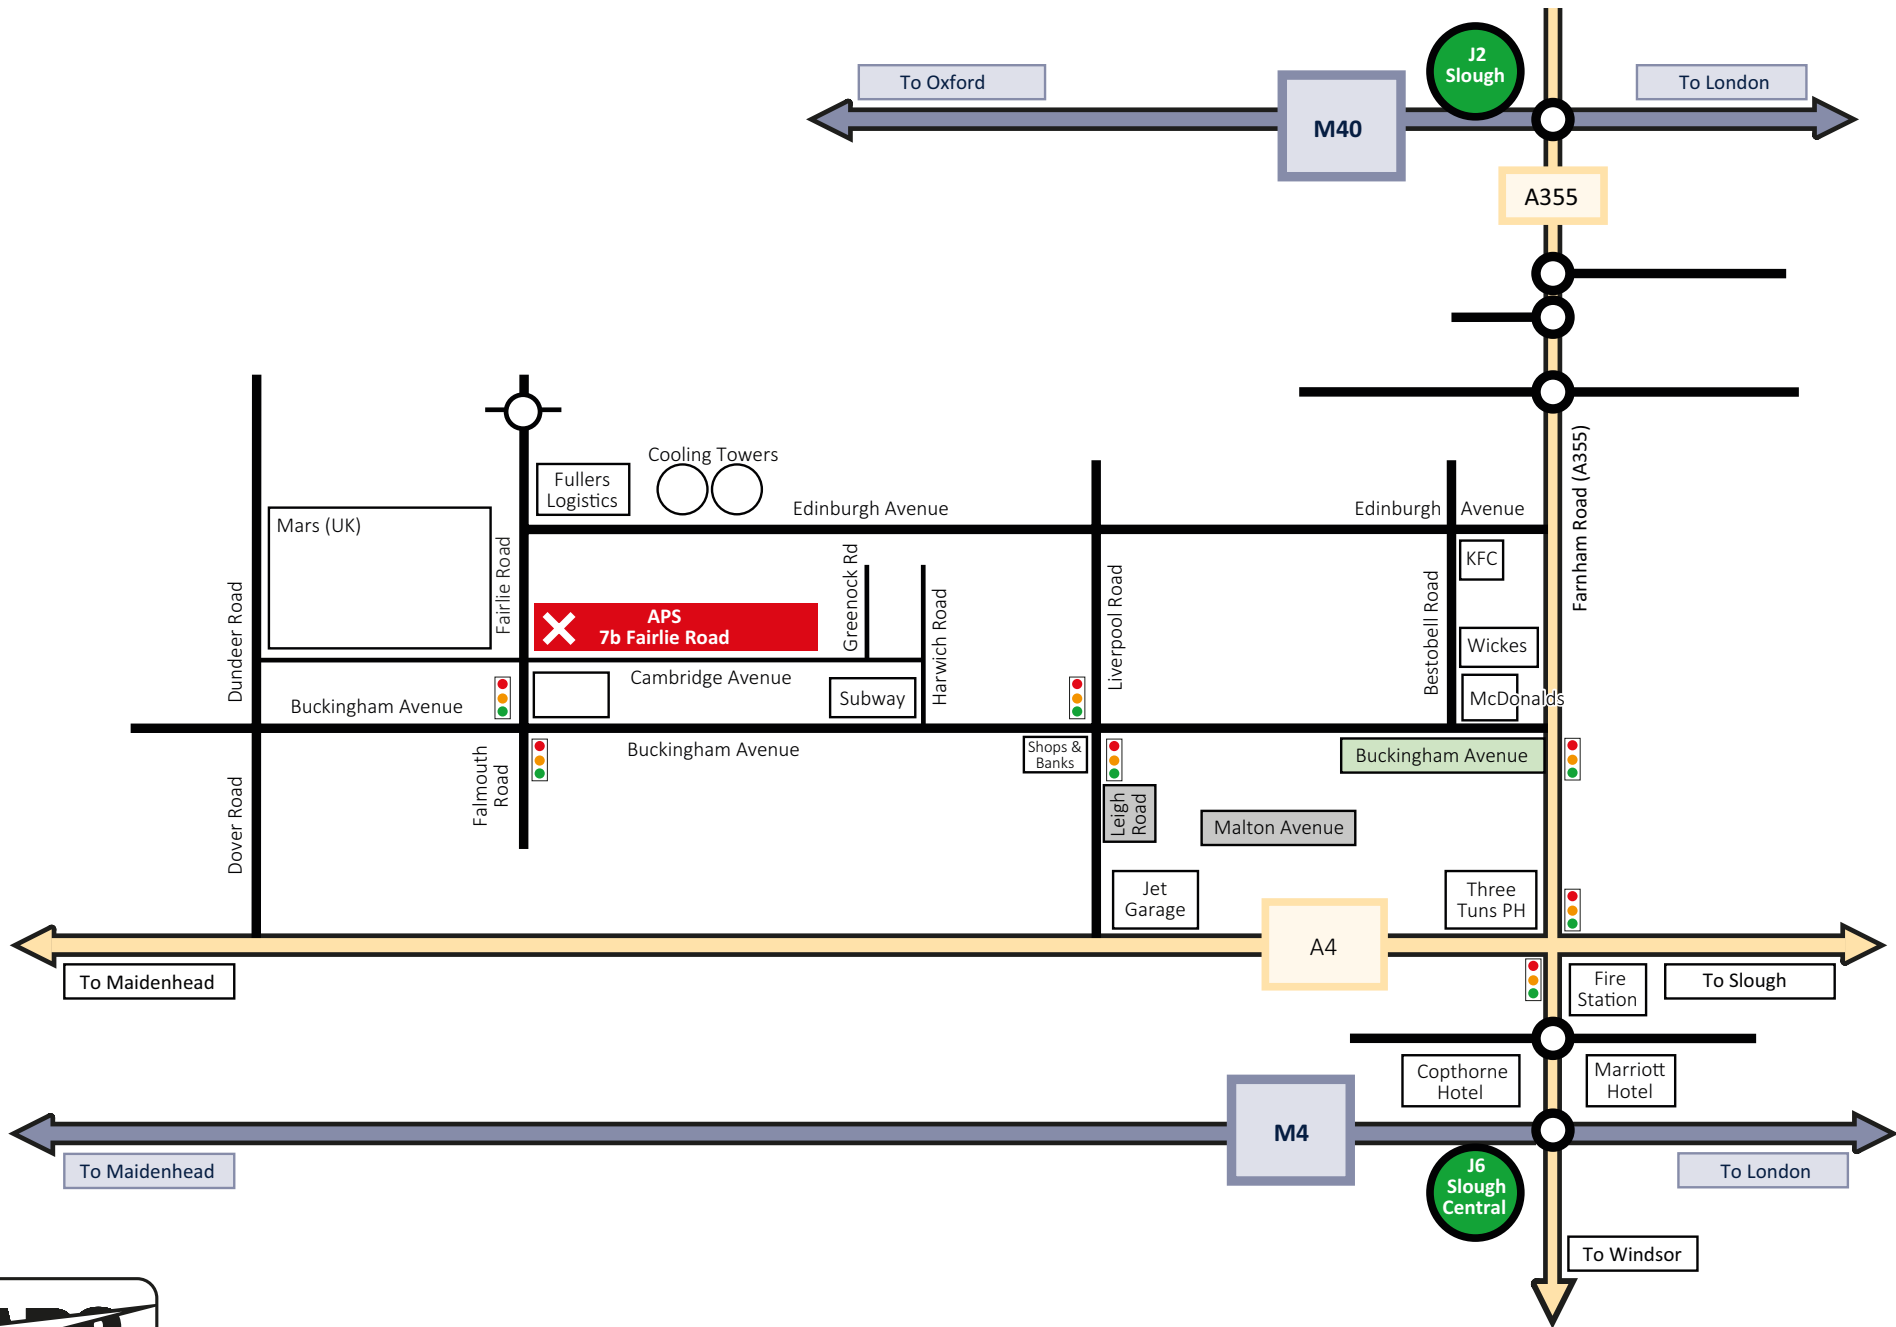 J2
Slough
To Oxford
To London
M40
A355
Farnham Road (A355)
Cooling Towers
Fullers
Logistics
Edinburgh Avenue
Edinburgh
Avenue
Mars (UK)
Fairlie Road
Greenock Rd
KFC
Dundeer Road
APS
7b Fairlie Road
Harwich Road
Liverpool Road
Bestobell Road
Wickes
Cambridge Avenue
Subway
McDonalds
Buckingham Avenue
Buckingham Avenue
Shops &
Banks
Buckingham Avenue
Falmouth
Road
Leigh
Road
Malton Avenue
Dover Road
Jet
Garage
Three
Tuns PH
A4
To Maidenhead
Fire
Station
To Slough
Copthorne
Hotel
Marriott
Hotel
M4
To Maidenhead
J6
Slough
Central
To London
To Windsor